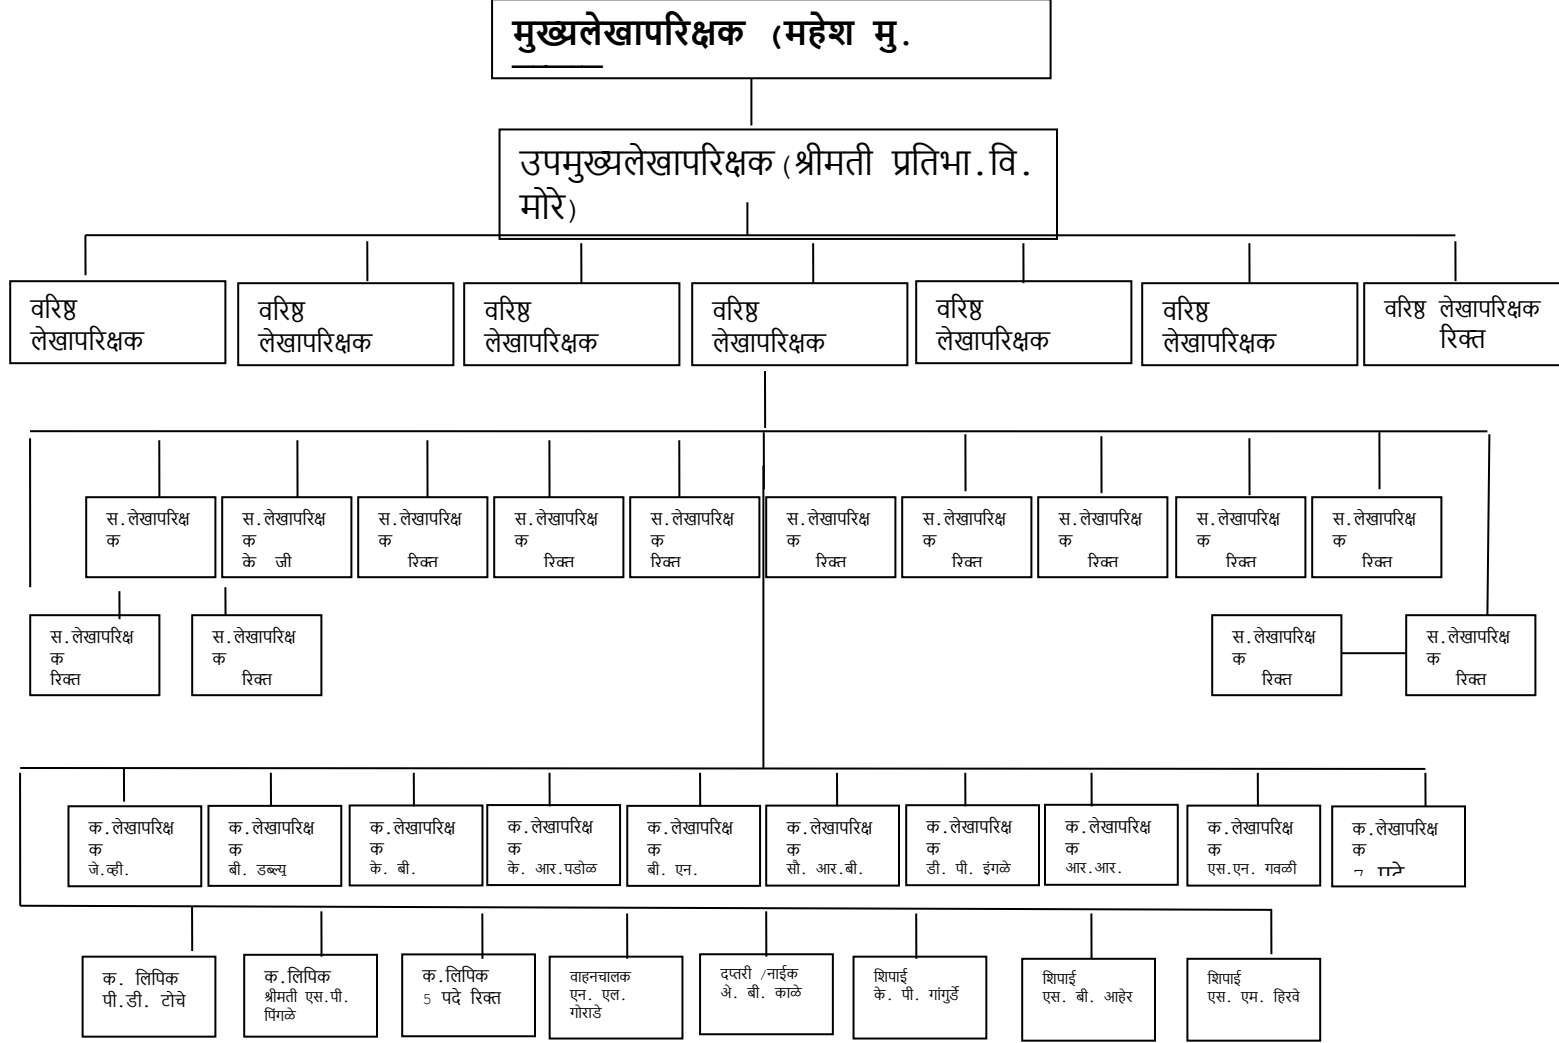 मुख्यलेखापरिक्षक (महेश मु.
उपमुख्यलेखापरिक्षक(श्रीमती प्रतिभा.वि.
मोरे)
वरिष्ठ
लेखापरिक्षक
वरिष्ठ
लेखापरिक्षक
वरिष्ठ
लेखापरिक्षक
वरिष्ठ
लेखापरिक्षक
वरिष्ठ
लेखापरिक्षक
वरिष्ठ
लेखापरिक्षक
वरिष्ठ लेखापरिक्षक
रिक्त
स.लेखापरिक्ष
क
स.लेखापरिक्ष
क
के जी
स.लेखापरिक्ष
क
रिक्त
स.लेखापरिक्ष
क
रिक्त
स.लेखापरिक्ष
क
रिक्त
स.लेखापरिक्ष
क
रिक्त
स.लेखापरिक्ष
क
रिक्त
स.लेखापरिक्ष
क
रिक्त
स.लेखापरिक्ष
क
रिक्त
स.लेखापरिक्ष
क
रिक्त
स.लेखापरिक्ष
क
रिक्त
स.लेखापरिक्ष
क
रिक्त
स.लेखापरिक्ष
क
रिक्त
स.लेखापरिक्ष
क
रिक्त
क.लेखापरिक्ष
क
जे.व्ही.
क.लेखापरिक्ष
क
बी. डब्ल्यु
क.लेखापरिक्ष
क
के. बी.
क.लेखापरिक्ष
क
के. आर.पडोळ
क.लेखापरिक्ष
क
बी. एन.
क.लेखापरिक्ष
क
सौ. आर.बी.
क.लेखापरिक्ष
क
डी. पी. इंगळे
क.लेखापरिक्ष
क
आर.आर.
क.लेखापरिक्ष
क
एस.एन. गवळी
क.लेखापरिक्ष
क
7 पदे
क. लिपिक
पी.डी. टोचे
क.लिपिक
श्रीमती एस.पी.
पिंगळे
क.लिपिक
5 पदे रिक्त
वाहनचालक
एन. एल.
गोराडे
दप्तरी /नाईक
अे. बी. काळे
शिपाई
के. पी. गांगुर्डे
शिपाई
एस. बी. आहेर
शिपाई
एस. एम. हिरवे